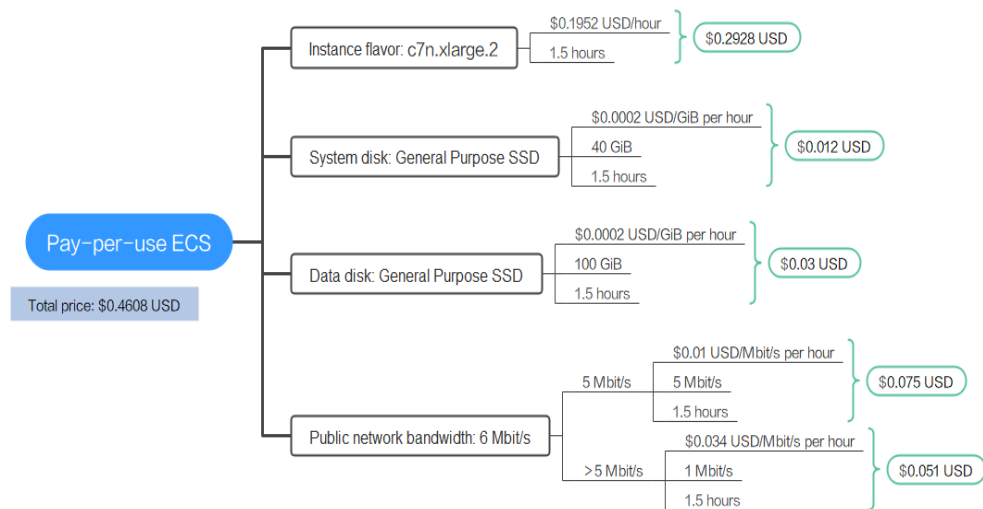 Pay-per-use ECS
Total price: $0.4608 USD
Instance flavor: c7n.xlarge.2
$0.1952 USD/hour
1.5 hours
$0.2928 USD
System disk: General Purpose SSD
$0.0002 USD/GiB per hour
40 GiB
1.5 hours
$0.012 USD
Data disk: General Purpose SSD
$0.0002 USD/GiB per hour
100 GiB
1.5 hours
$0.03 USD
Public network bandwidth: 6 Mbit/s
5 Mbit/s
$0.01 USD/Mbit/s per hour
5 Mbit/s
1.5 hours
$0.075 USD
>5 Mbit/s
$0.034 USD/Mbit/s per hour
1 Mbit/s
1.5 hours
$0.051 USD